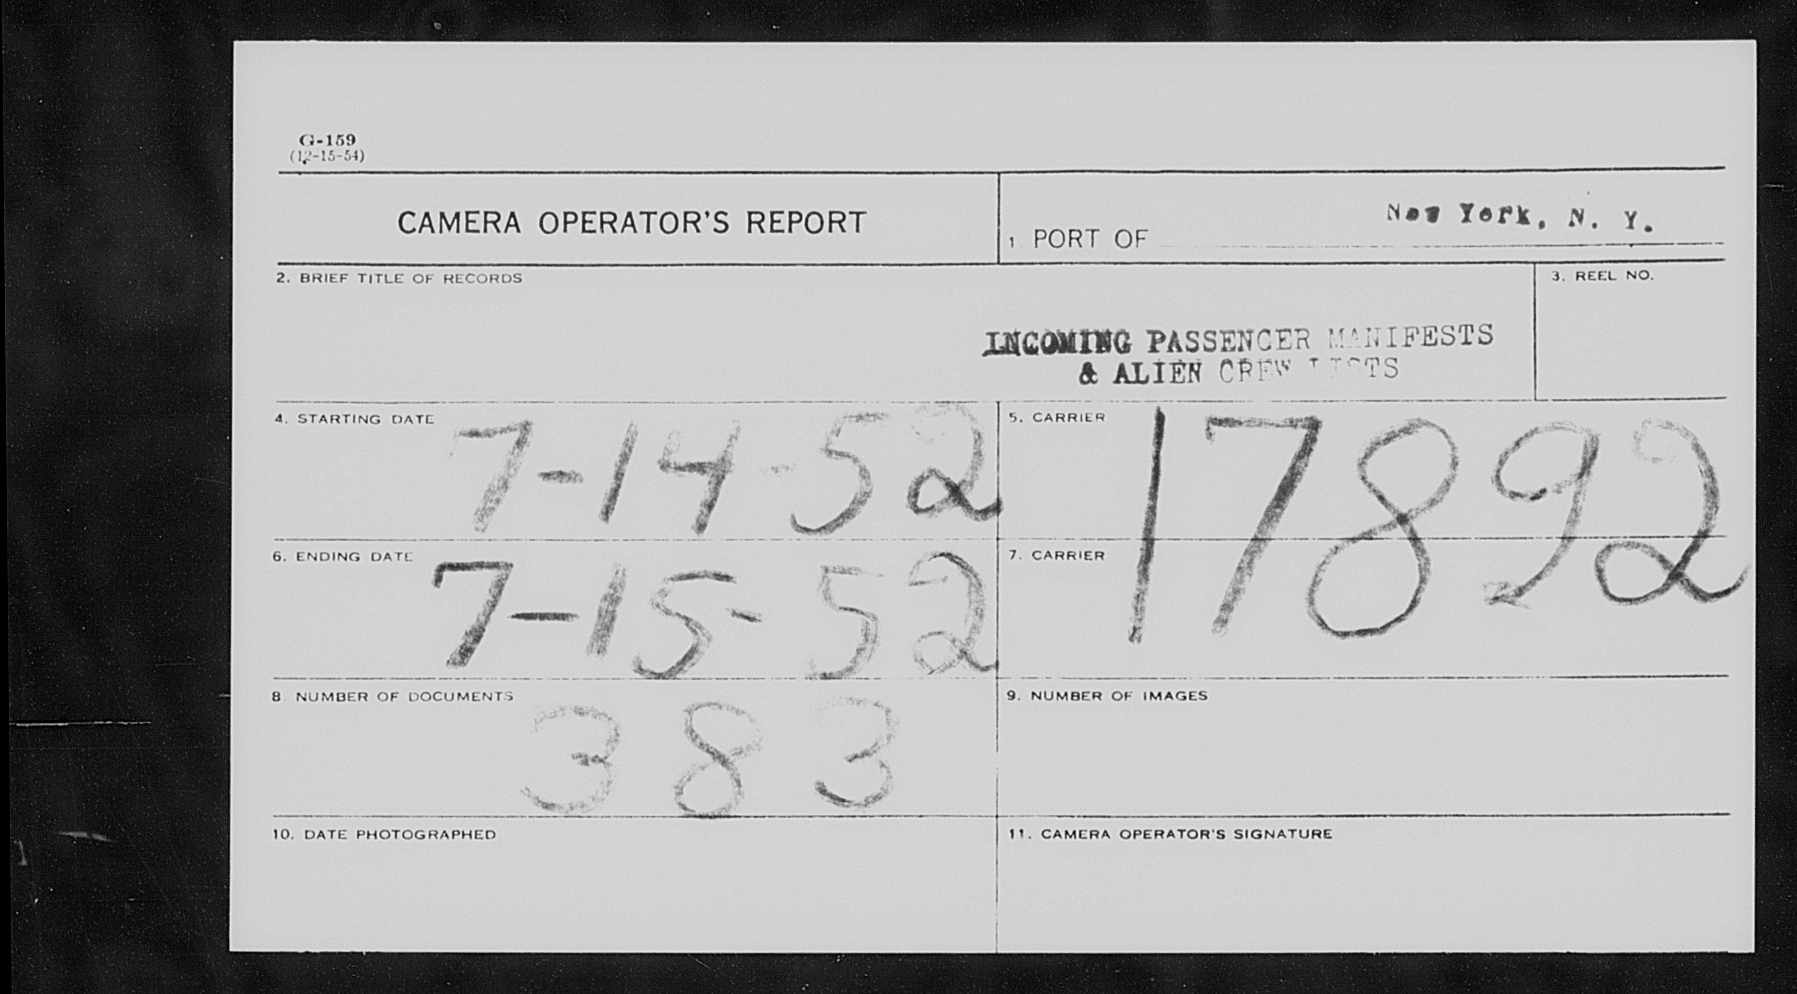 G-159
(12-15-54)
CAMERA OPERATOR'S REPORT
1 PORT OF New York, N. Y.
2. BRIEF TITLE OF RECORDS
3. REEL NO.
INCOMING PASSENGER MANIFESTS
& ALIEN CREW LISTS
4. STARTING DATE 7-14-52
5. CARRIER 17892
6. ENDING DATE 7-15-52
7. CARRIER
8 NUMBER OF DOCUMENTS 383
9. NUMBER OF IMAGES
10. DATE PHOTOGRAPHED
11. CAMERA OPERATOR'S SIGNATURE